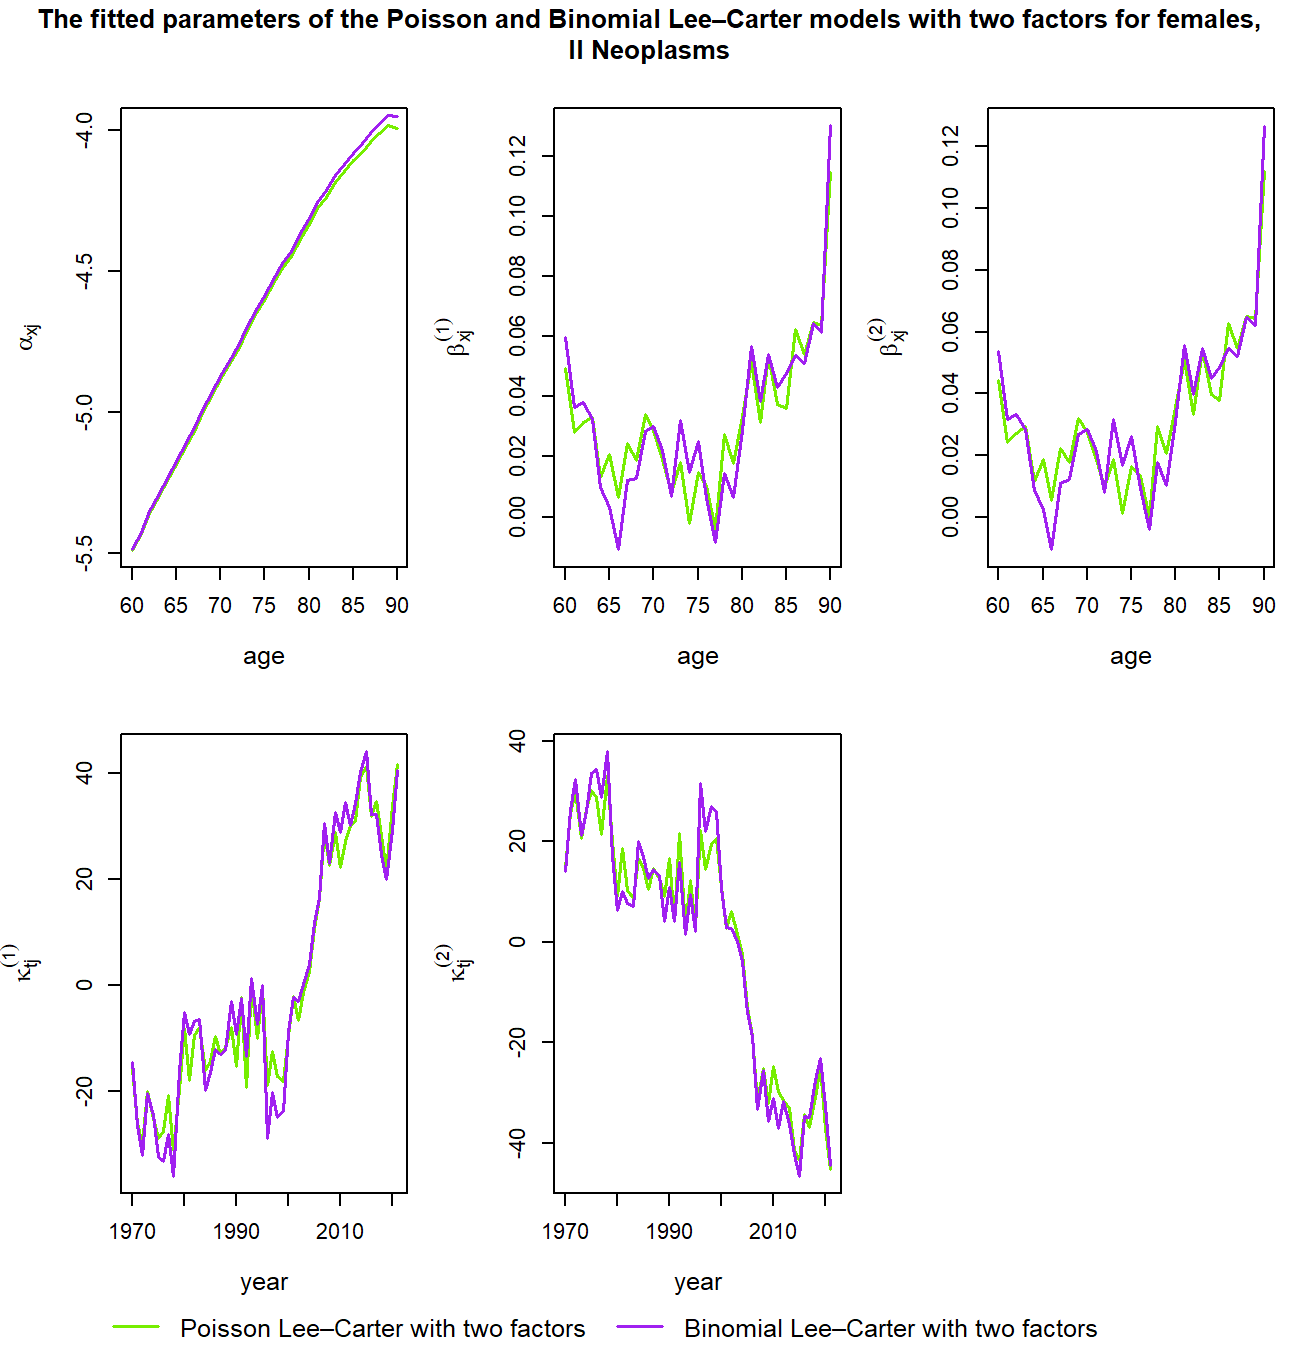 The fitted parameters of the Poisson and Binomial Lee–Carter models with two factors for females,
II Neoplasms
αxj
-4.0
-4.5
-5.0
-5.5
60 65 70 75 80 85 90
age
βxj(1)
0.12
0.10
0.08
0.06
0.04
0.02
0.00
60 65 70 75 80 85 90
age
βxj(2)
0.12
0.10
0.08
0.06
0.04
0.02
0.00
60 65 70 75 80 85 90
age
κtj(1)
40
20
0
-20
1970 1990 2010
year
κtj(2)
40
20
0
-20
-40
1970 1990 2010
year
Poisson Lee–Carter with two factors
Binomial Lee–Carter with two factors